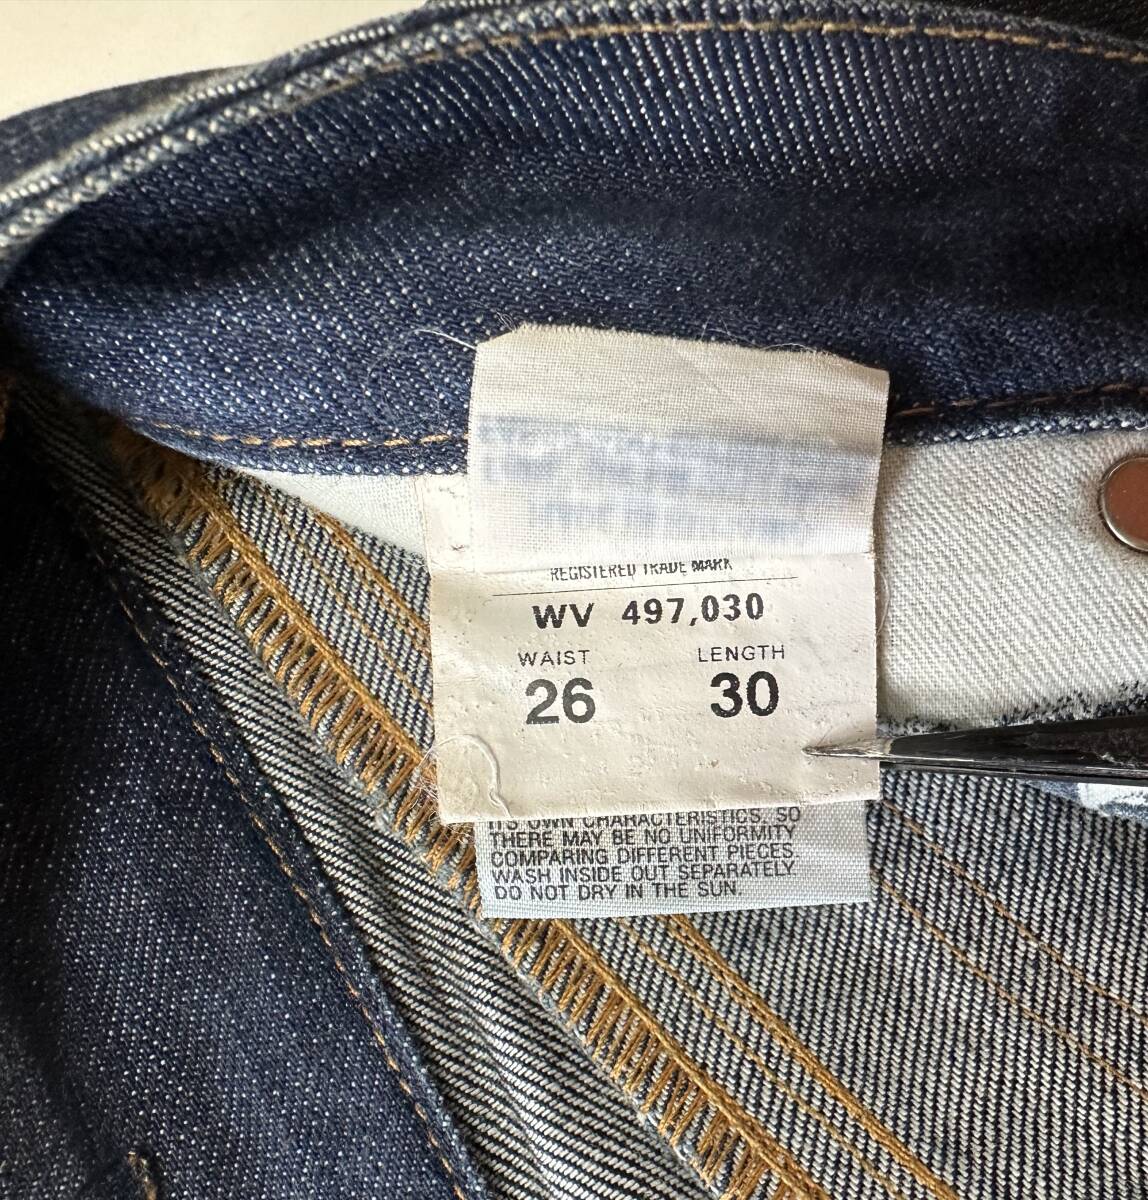 REGISTERED TRADE MARK
WV 497,030
WAIST LENGTH
26 30
ITS OWN CHARACTERISTICS, SO
THERE MAY BE NO UNIFORMITY
COMPARING DIFFERENT PIECES.
WASH INSIDE OUT SEPARATELY
DO NOT DRY IN THE SUN.